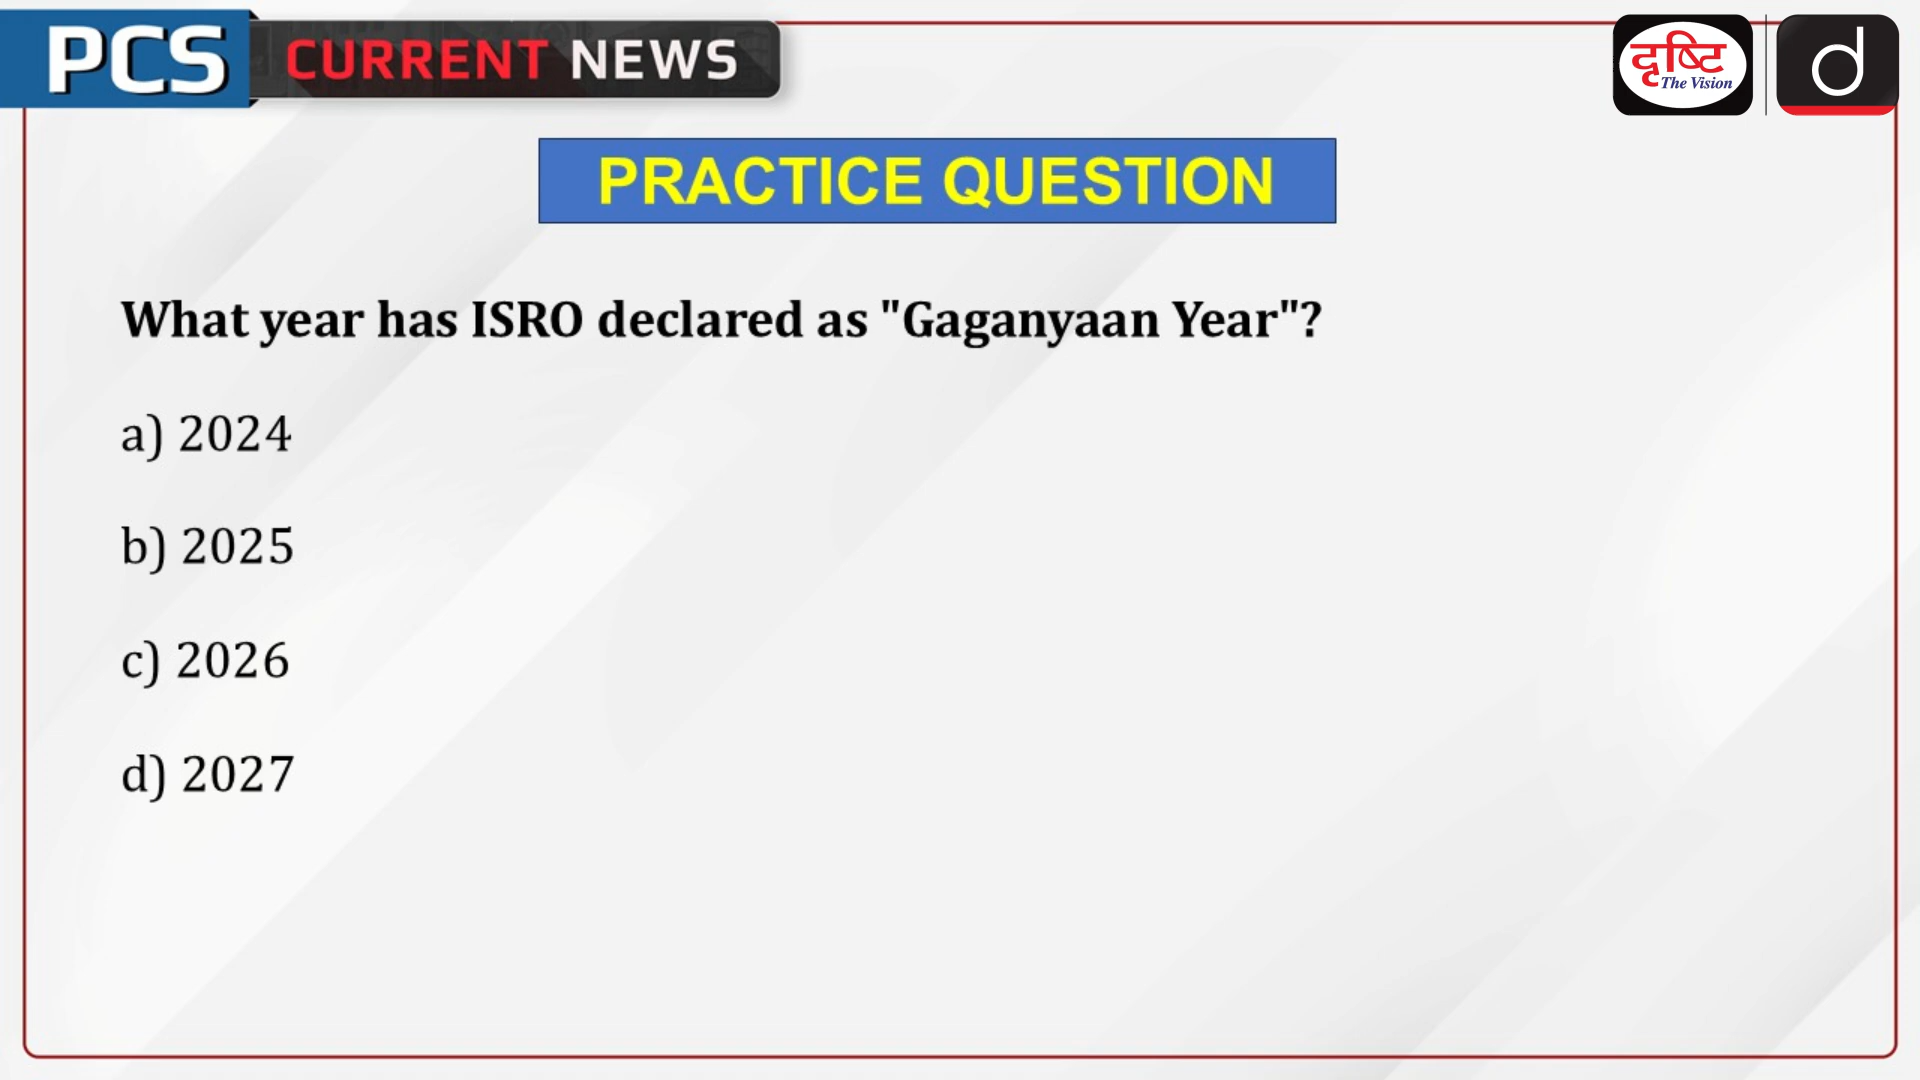 PCS CURRENT NEWS
दृष्टि
The Vision
d
PRACTICE QUESTION
What year has ISRO declared as "Gaganyaan Year"?
a) 2024
b) 2025
c) 2026
d) 2027